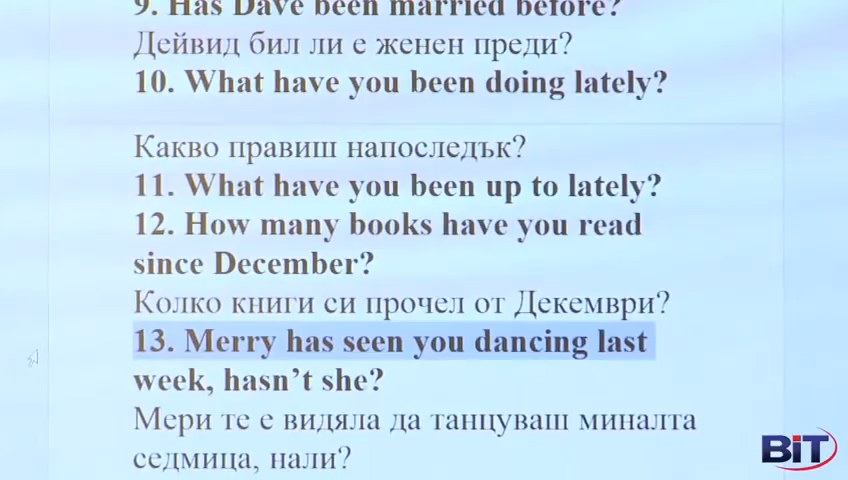 9. Has Dave been married before?
Дейвид бил ли е женен преди?
10. What have you been doing lately?
Какво правиш напоследък?
11. What have you been up to lately?
12. How many books have you read
since December?
Колко книги си прочел от Декември?
13. Merry has seen you dancing last
week, hasn’t she?
Мери те е видяла да танцуваш миналта
седмица, нали?
BiT